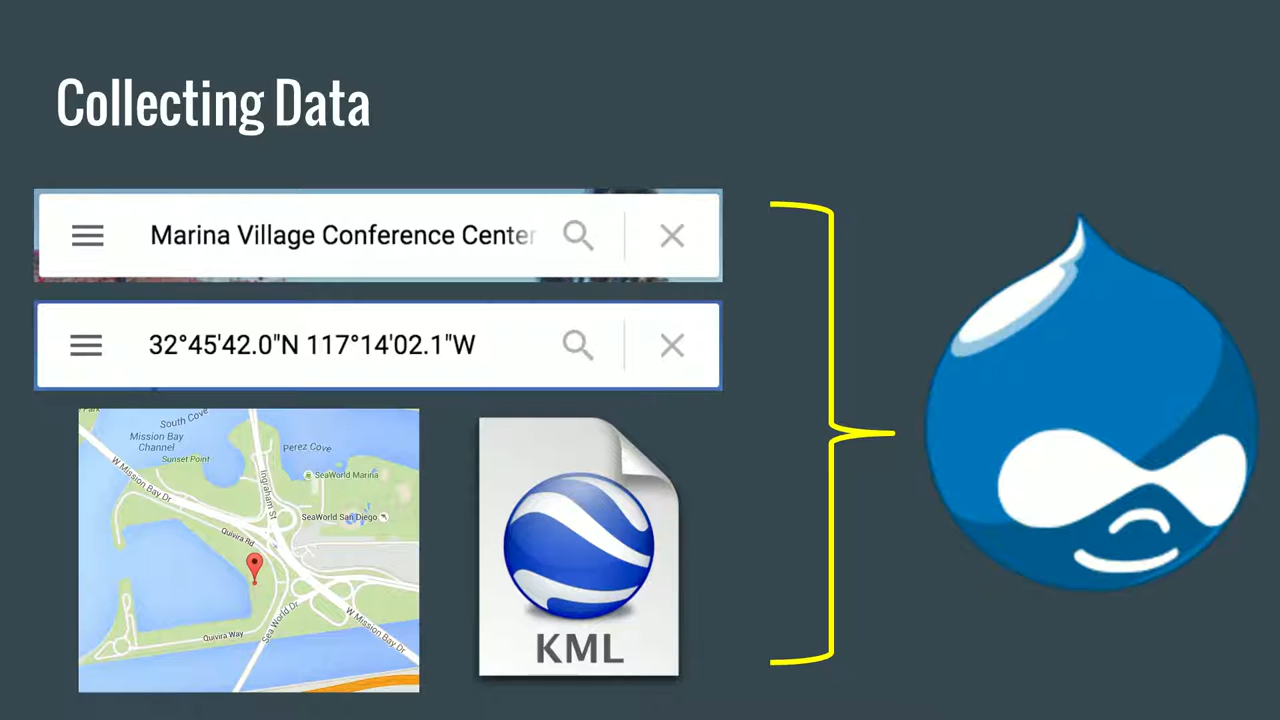 Collecting Data
Marina Village Conference Center
32°45'42.0"N 117°14'02.1"W
Park
South Cove
Mission Bay
Channel
Sunset Point
Perez Cove
W Mission Bay Dr
Ingraham St
SeaWorld Marina
SeaWorld San Diego
Quivira Rd
Quivira Way
Sea World Dr
W Mission Bay Dr
KML